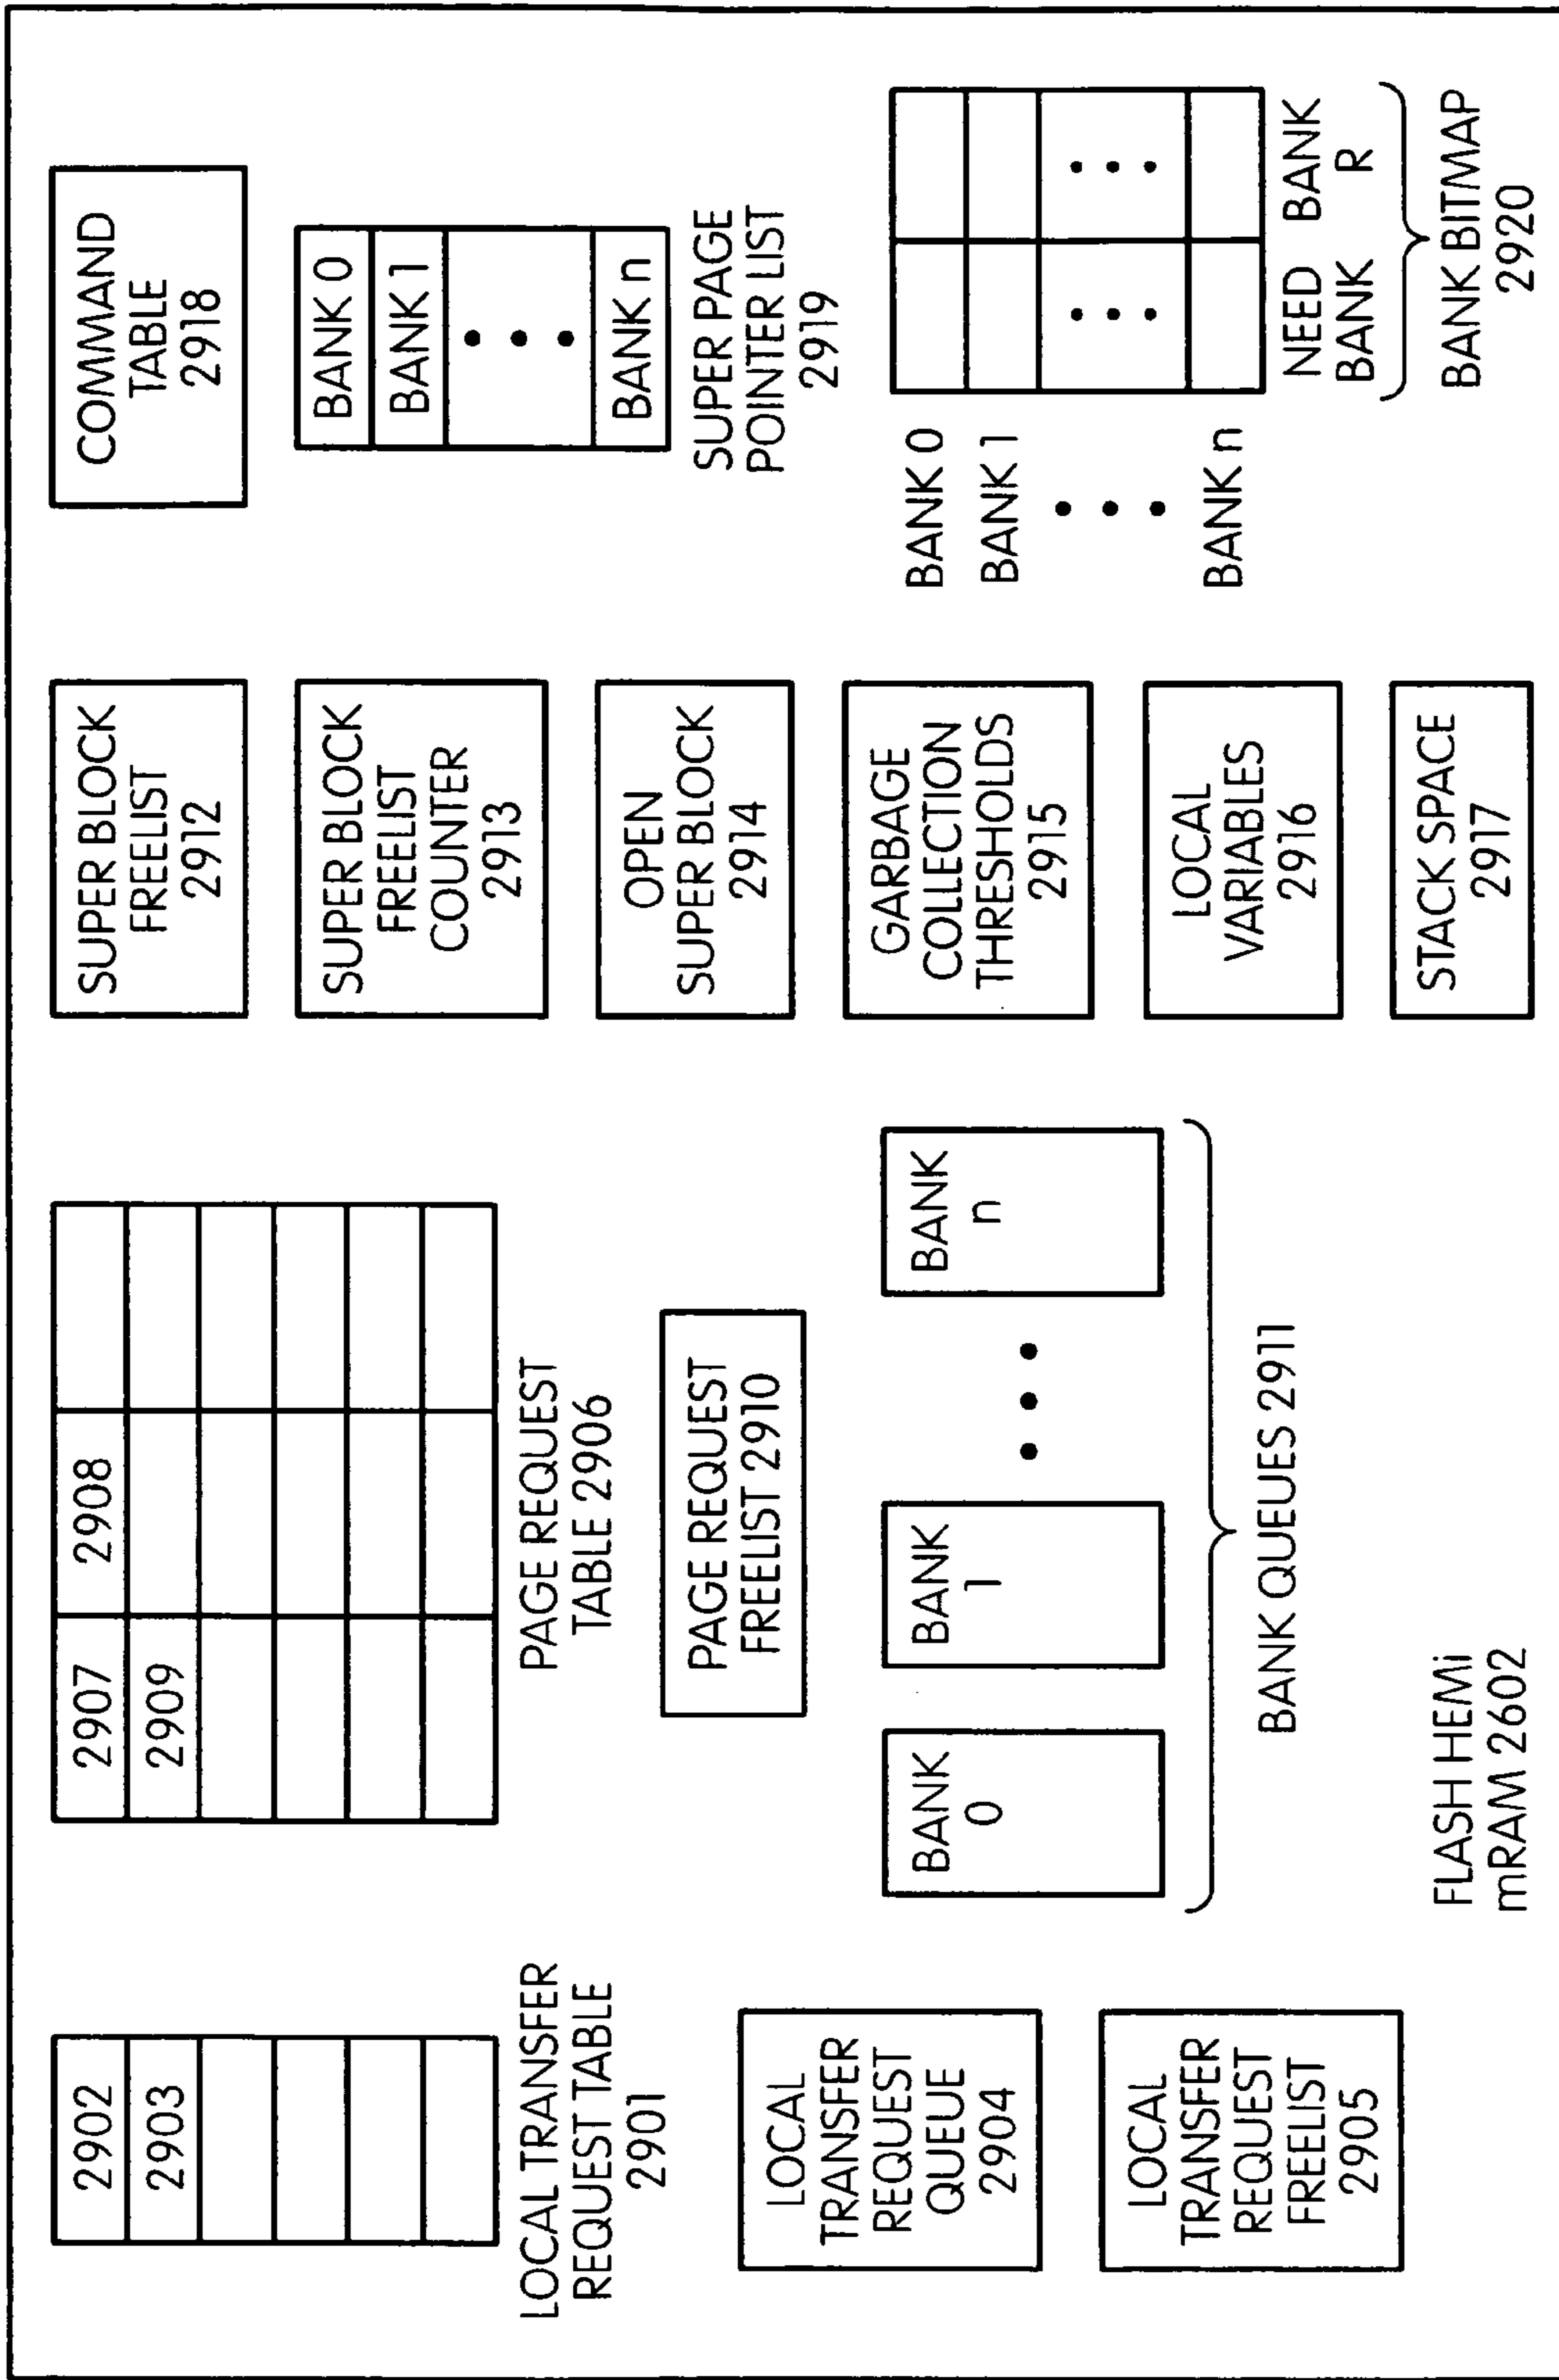 2902
2903
LOCAL TRANSFER
REQUEST TABLE
2901
LOCAL
TRANSFER
REQUEST
QUEUE
2904
LOCAL
TRANSFER
REQUEST
FREELIST
2905
2907
2908
2909
PAGE REQUEST
TABLE 2906
PAGE REQUEST
FREELIST 2910
BANK
0
BANK
1
BANK
n
BANK QUEUES 2911
FLASH HEMi
mRAM 2602
SUPER BLOCK
FREELIST
2912
SUPER BLOCK
FREELIST
COUNTER
2913
OPEN
SUPER BLOCK
2914
GARBAGE
COLLECTION
THRESHOLDS
2915
LOCAL
VARIABLES
2916
STACK SPACE
2917
COMMAND
TABLE
2918
BANK 0
BANK 1
BANK n
SUPER PAGE
POINTER LIST
2919
BANK 0
BANK 1
BANK n
NEED
BANK
BANK
R
BANK BITMAP
2920